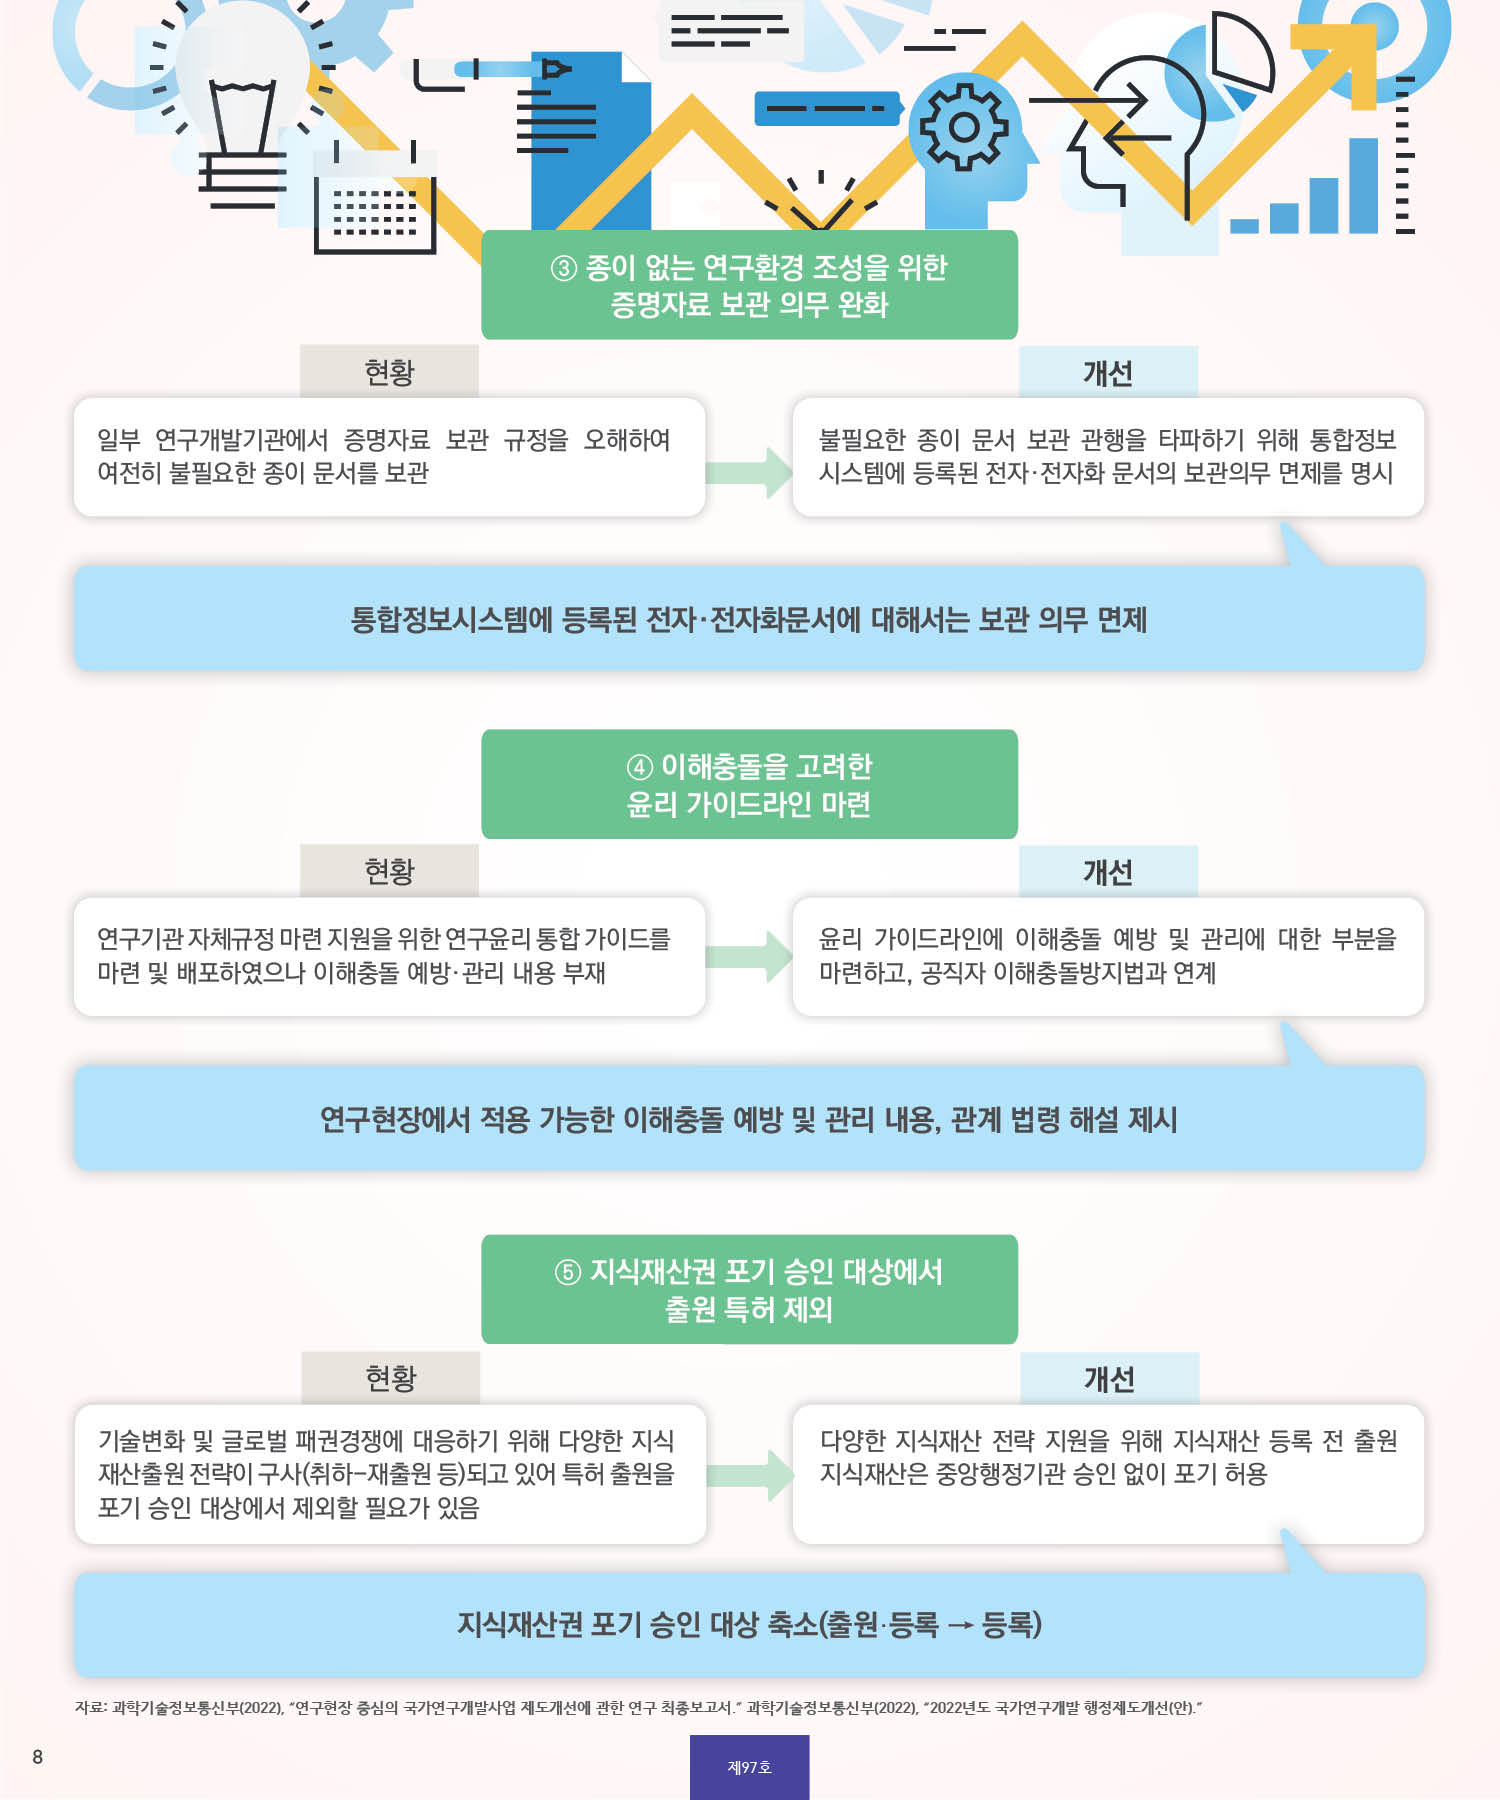 ③ 종이 없는 연구환경 조성을 위한
증명자료 보관 의무 완화
현황
개선
일부 연구개발기관에서 증명자료 보관 규정을 오해하여
여전히 불필요한 종이 문서를 보관
불필요한 종이 문서 보관 관행을 타파하기 위해 통합정보
시스템에 등록된 전자·전자화 문서의 보관의무 면제를 명시
통합정보시스템에 등록된 전자·전자화문서에 대해서는 보관 의무 면제
④ 이해충돌을 고려한
윤리 가이드라인 마련
현황
개선
연구기관 자체규정 마련 지원을 위한 연구윤리 통합 가이드를
마련 및 배포하였으나 이해충돌 예방·관리 내용 부재
윤리 가이드라인에 이해충돌 예방 및 관리에 대한 부분을
마련하고, 공직자 이해충돌방지법과 연계
연구현장에서 적용 가능한 이해충돌 예방 및 관리 내용, 관계 법령 해설 제시
⑤ 지식재산권 포기 승인 대상에서
출원 특허 제외
현황
개선
기술변화 및 글로벌 패권경쟁에 대응하기 위해 다양한 지식
재산출원 전략이 구사(취하-재출원 등)되고 있어 특허 출원을
포기 승인 대상에서 제외할 필요가 있음
다양한 지식재산 전략 지원을 위해 지식재산 등록 전 출원
지식재산은 중앙행정기관 승인 없이 포기 허용
지식재산권 포기 승인 대상 축소(출원·등록 → 등록)
자료: 과학기술정보통신부(2022), “연구현장 중심의 국가연구개발사업 제도개선에 관한 연구 최종보고서.” 과학기술정보통신부(2022), “2022년도 국가연구개발 행정제도개선(안).”
8
제97호